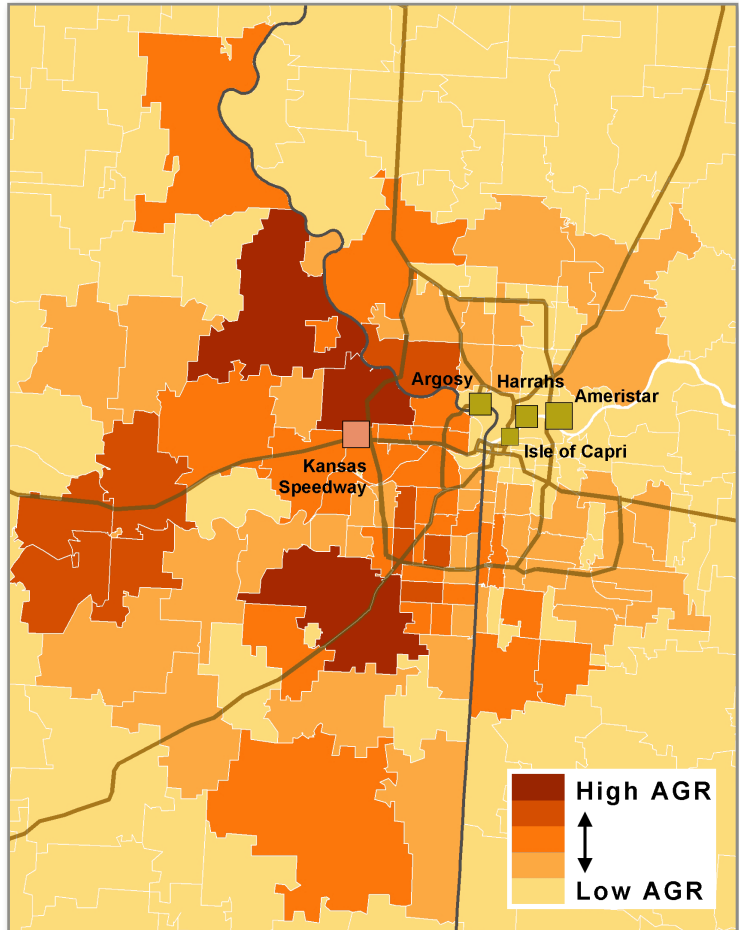 Argosy
Harrahs
Ameristar
Isle of Capri
Kansas
Speedway
High AGR
Low AGR